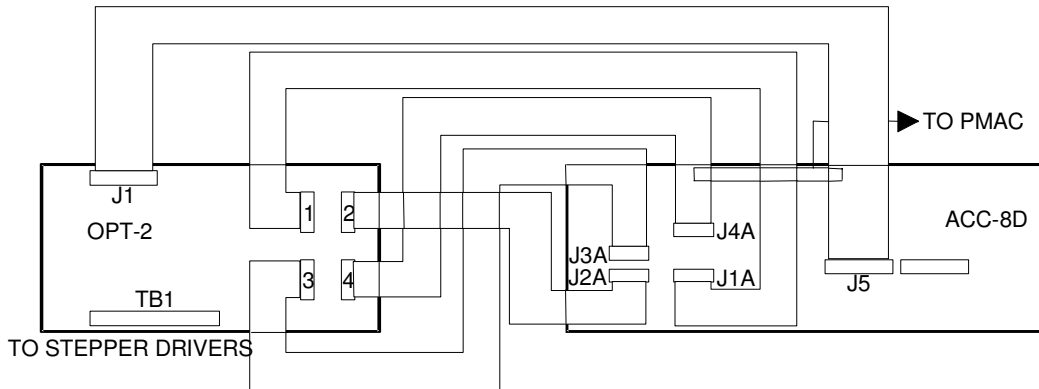 TO PMAC
J1
OPT-2
1
2
ACC-8D
J4A
J3A
3
4
J2A
J1A
J5
TB1
TO STEPPER DRIVERS